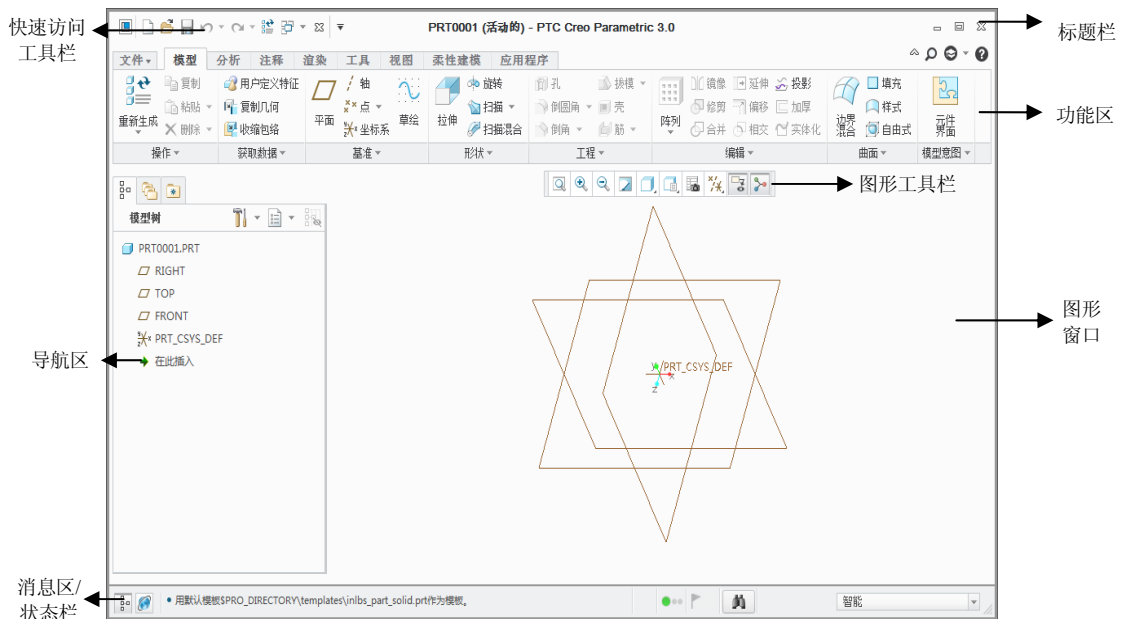 快速访问
工具栏
PRT0001 (活动的) - PTC Creo Parametric 3.0
标题栏
文件 模型 分析 注释 渲染 工具 视图 柔性建模 应用程序
重新生成
复制
粘贴
删除
操作
用户定义特征
复制几何
收缩包络
获取数据
平面
轴
点
坐标系
草绘
基准
拉伸
旋转
扫描
扫描混合
形状
孔
倒圆角
倒角
拔模
壳
筋
工程
阵列
镜像
延伸
投影
修剪
偏移
加厚
合并
相交
实体化
编辑
边界
混合
填充
样式
自由式
曲面
元件
界面
模型意图
功能区
图形工具栏
模型树
PRT0001.PRT
RIGHT
TOP
FRONT
PRT_CSYS_DEF
在此插入
导航区
Y
PRT_CSYS_DEF
X
Z
图形
窗口
消息区/
状态栏
• 用默认模板$PRO_DIRECTORY\templates\inlbs_part_solid.prt作为模板。
智能